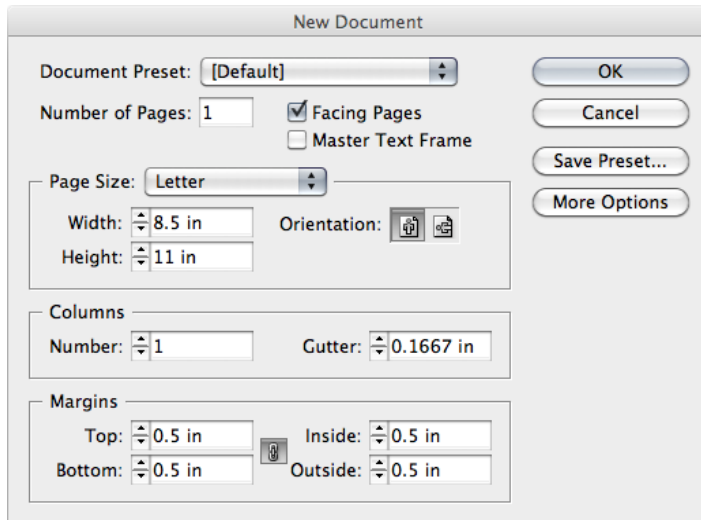 New Document
Document Preset: [Default]
OK
Number of Pages: 1
Facing Pages
Cancel
Master Text Frame
Save Preset...
Page Size: Letter
More Options
Width: 8.5 in
Orientation:
Height: 11 in
Columns
Number: 1
Gutter: 0.1667 in
Margins
Top: 0.5 in
Inside: 0.5 in
Bottom: 0.5 in
Outside: 0.5 in